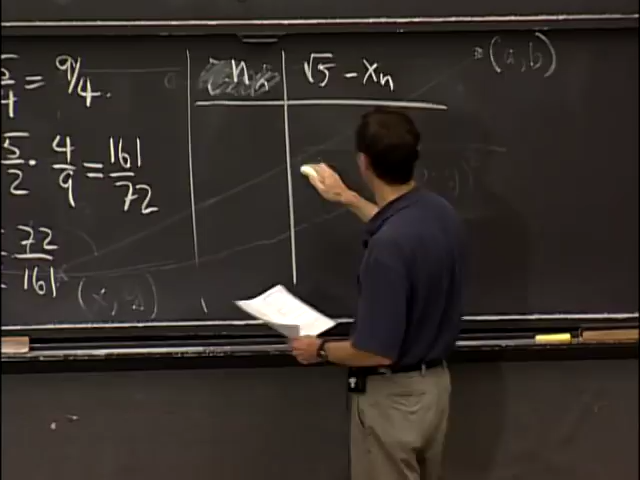 = 9/4.
n √5 - xₙ
(a,b)
√5/2 · 4/9 = 161/72
= 72/161
(x,y)